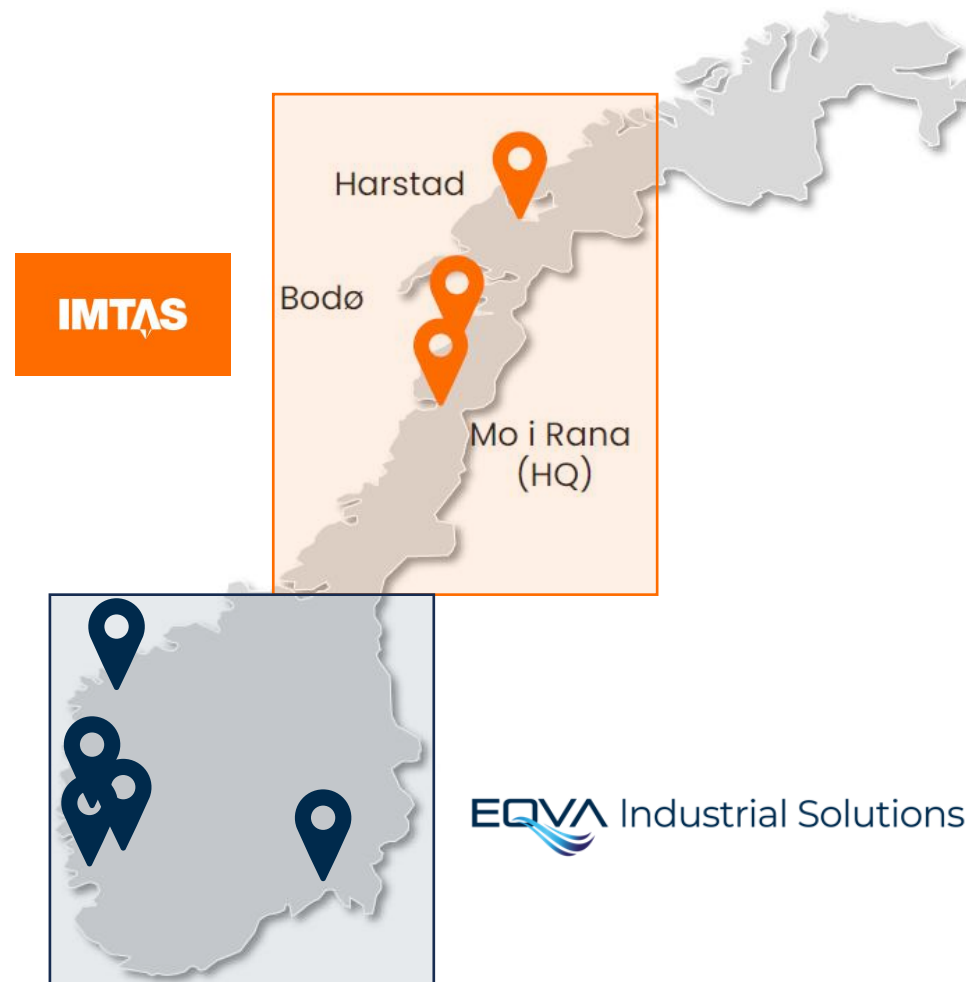 Harstad
IMTAS
Bodø
Mo i Rana
(HQ)
EQVA Industrial Solutions